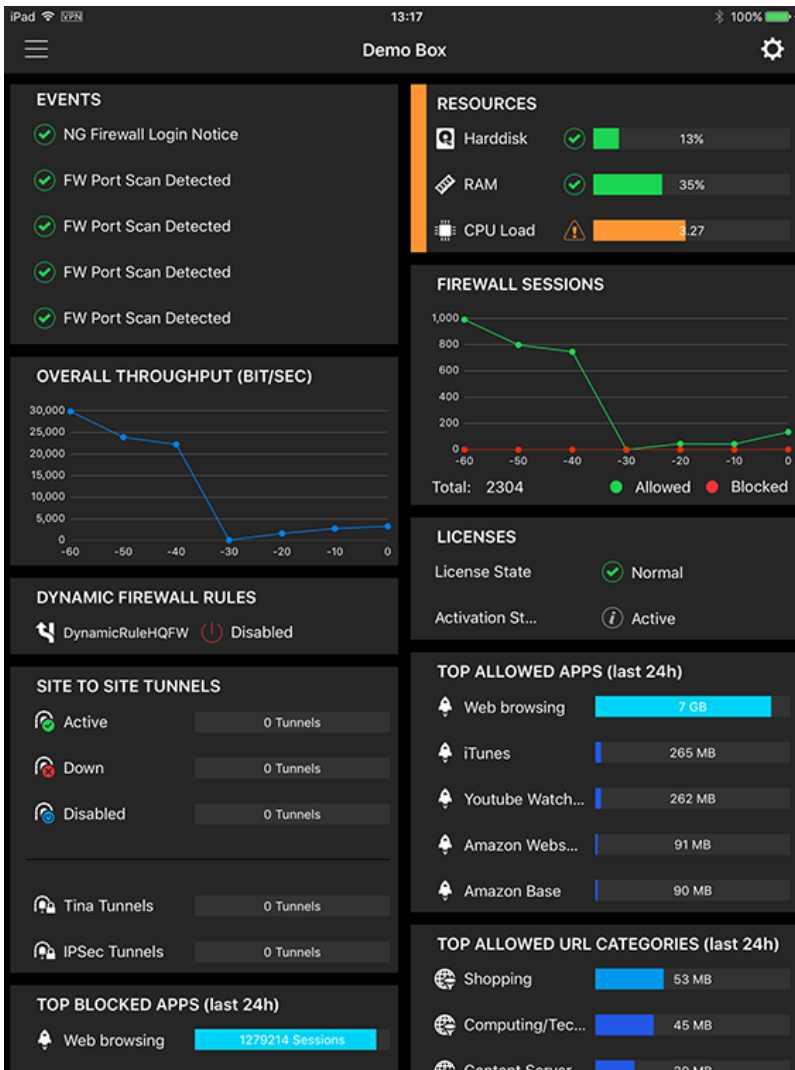 iPad VPN 13:17 100%
Demo Box
EVENTS
NG Firewall Login Notice
FW Port Scan Detected
FW Port Scan Detected
FW Port Scan Detected
FW Port Scan Detected
OVERALL THROUGHPUT (BIT/SEC)
30,000
25,000
20,000
15,000
10,000
5,000
0
-60 -50 -40 -30 -20 -10 0
DYNAMIC FIREWALL RULES
DynamicRuleHQFW Disabled
SITE TO SITE TUNNELS
Active 0 Tunnels
Down 0 Tunnels
Disabled 0 Tunnels
Tina Tunnels 0 Tunnels
IPSec Tunnels 0 Tunnels
TOP BLOCKED APPS (last 24h)
Web browsing 1279214 Sessions
RESOURCES
Harddisk 13%
RAM 35%
CPU Load 3.27
FIREWALL SESSIONS
1,000
800
600
400
200
0
-60 -50 -40 -30 -20 -10 0
Total: 2304 Allowed Blocked
LICENSES
License State Normal
Activation St... Active
TOP ALLOWED APPS (last 24h)
Web browsing 7 GB
iTunes 265 MB
Youtube Watch... 262 MB
Amazon Webs... 91 MB
Amazon Base 90 MB
TOP ALLOWED URL CATEGORIES (last 24h)
Shopping 53 MB
Computing/Tec... 45 MB
Content Server